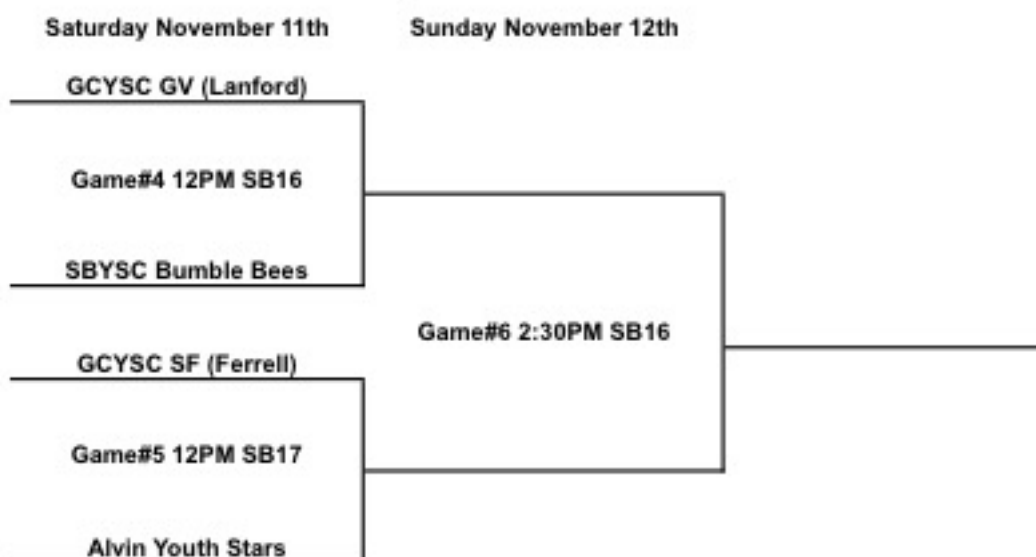 Saturday November 11th
Sunday November 12th
GCYSC GV (Lanford)
Game#4 12PM SB16
SBYSC Bumble Bees
Game#6 2:30PM SB16
GCYSC SF (Ferrell)
Game#5 12PM SB17
Alvin Youth Stars